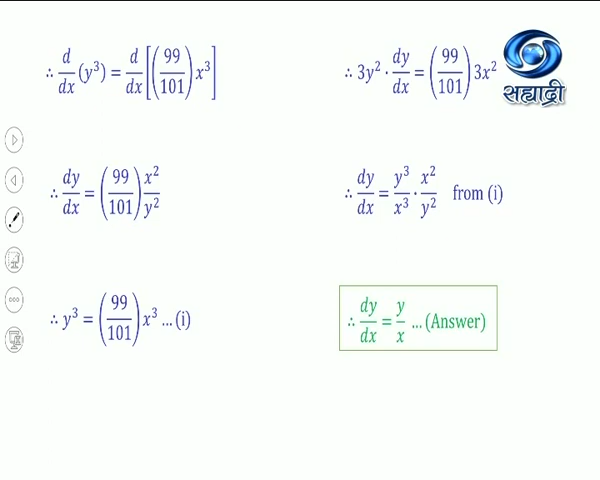 ∴ d/dx (y³) = d/dx [(99/101) x³]
∴ 3y² · dy/dx = (99/101) 3x²
सह्याद्री
∴ dy/dx = (99/101) x²/y²
∴ dy/dx = y³/x³ · x²/y² from (i)
∴ y³ = (99/101) x³ ... (i)
∴ dy/dx = y/x ... (Answer)